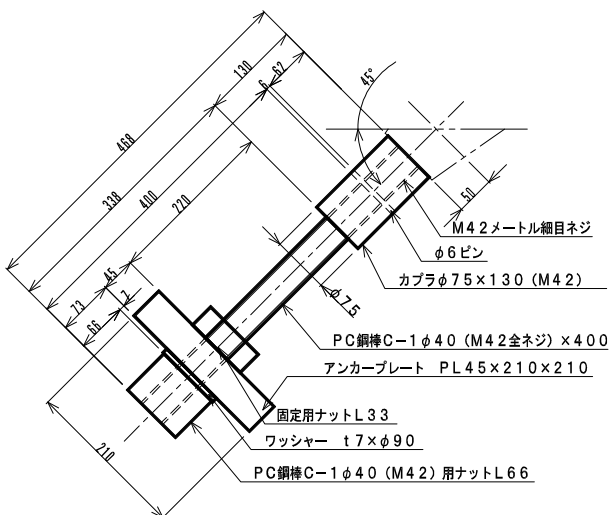 468
130
6
62
45°
338
400
220
50
M42メートル細目ネジ
φ6ピン
カプラφ75×130（M42）
φ75
45
7
73
66
PC鋼棒C－1φ40（M42全ネジ）×400
アンカープレート PL45×210×210
固定用ナットL33
ワッシャー t7×φ90
210
PC鋼棒C－1φ40（M42）用ナットL66